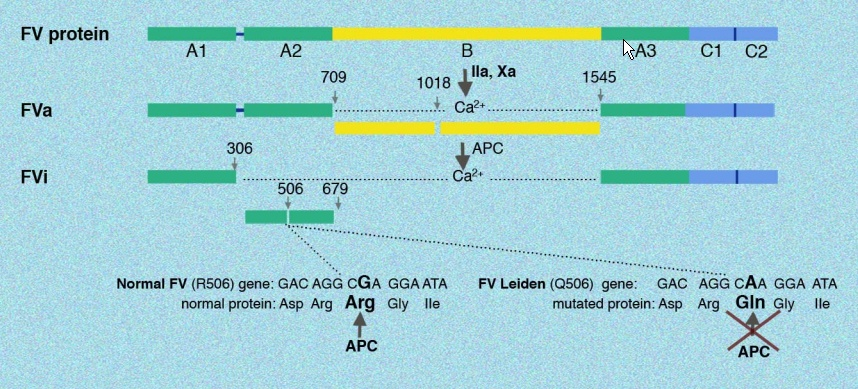 FV protein
A1 A2 B A3 C1 C2
IIa, Xa
709 1018 1545
FVa Ca2+
APC
306
FVi Ca2+
506 679
Normal FV (R506) gene: GAC AGG CGA GGA ATA
normal protein: Asp Arg Arg Gly Ile
APC
FV Leiden (Q506) gene: GAC AGG CAA GGA ATA
mutated protein: Asp Arg Gln Gly Ile
APC